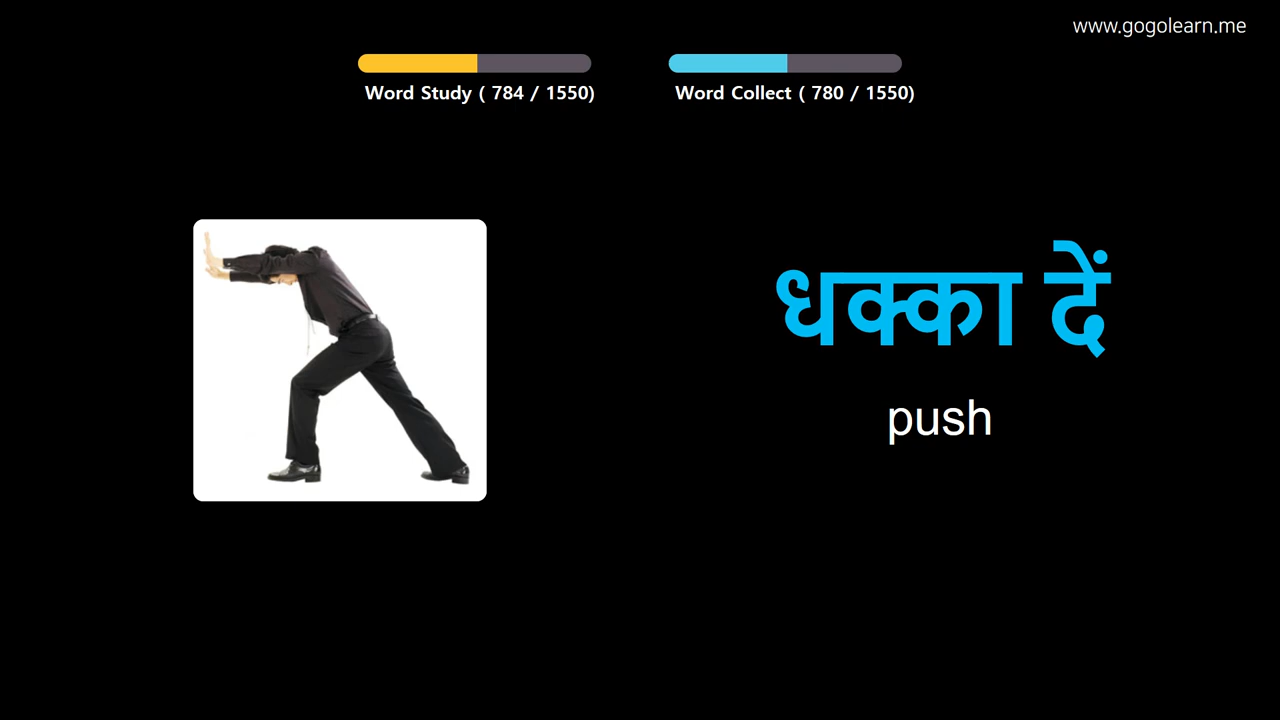 www.gogolearn.me
Word Study ( 784 / 1550)
Word Collect ( 780 / 1550)
धक्का दें
push